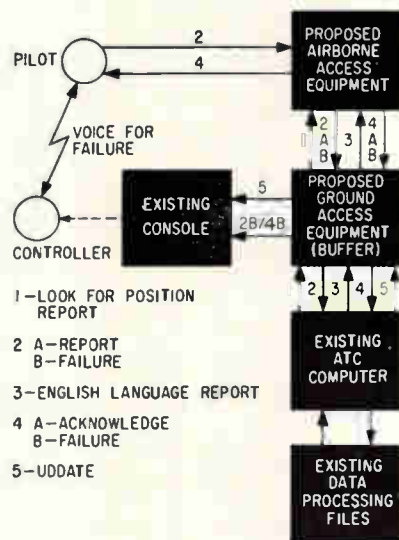 PILOT
2
4
PROPOSED
AIRBORNE
ACCESS
EQUIPMENT
VOICE FOR
FAILURE
1
2
A
B
3
4
A
B
CONTROLLER
EXISTING
CONSOLE
5
2B/4B
PROPOSED
GROUND
ACCESS
EQUIPMENT
(BUFFER)
2 3 4 5
1-LOOK FOR POSITION
REPORT
2 A-REPORT
B-FAILURE
3-ENGLISH LANGUAGE REPORT
4 A-ACKNOWLEDGE
B-FAILURE
5-UDDATE
EXISTING
ATC
COMPUTER
EXISTING
DATA
PROCESSING
FILES